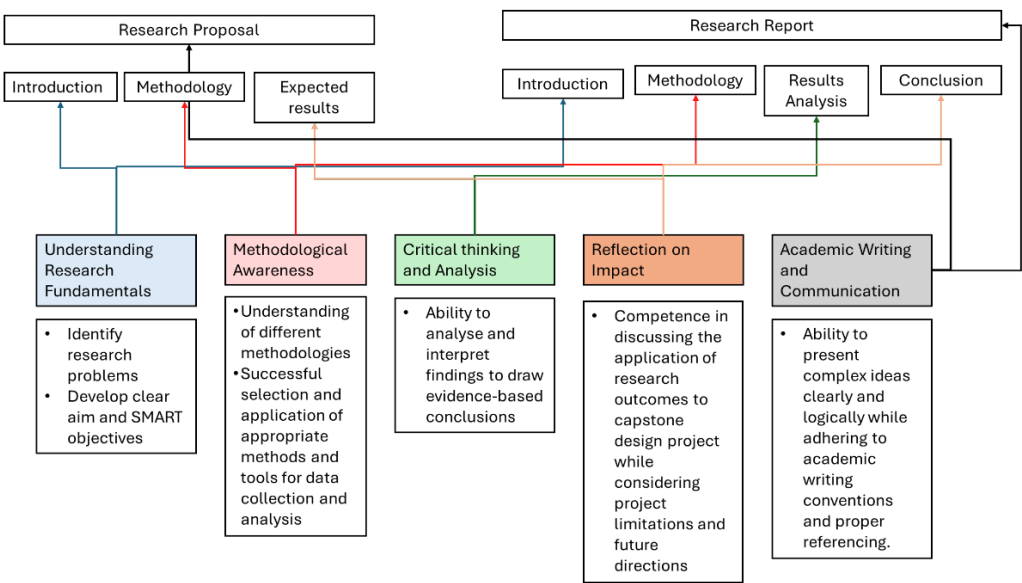 Research Proposal
Research Report
Introduction
Methodology
Expected
results
Introduction
Methodology
Results
Analysis
Conclusion
Understanding
Research
Fundamentals
• Identify
research
problems
• Develop clear
aim and SMART
objectives
Methodological
Awareness
•Understanding
of different
methodologies
•Successful
selection and
application of
appropriate
methods and
tools for data
collection and
analysis
Critical thinking
and Analysis
• Ability to
analyse and
interpret
findings to draw
evidence-based
conclusions
Reflection on
Impact
• Competence in
discussing the
application of
research
outcomes to
capstone
design project
while
considering
project
limitations and
future
directions
Academic Writing
and
Communication
• Ability to
present
complex ideas
clearly and
logically while
adhering to
academic
writing
conventions
and proper
referencing.